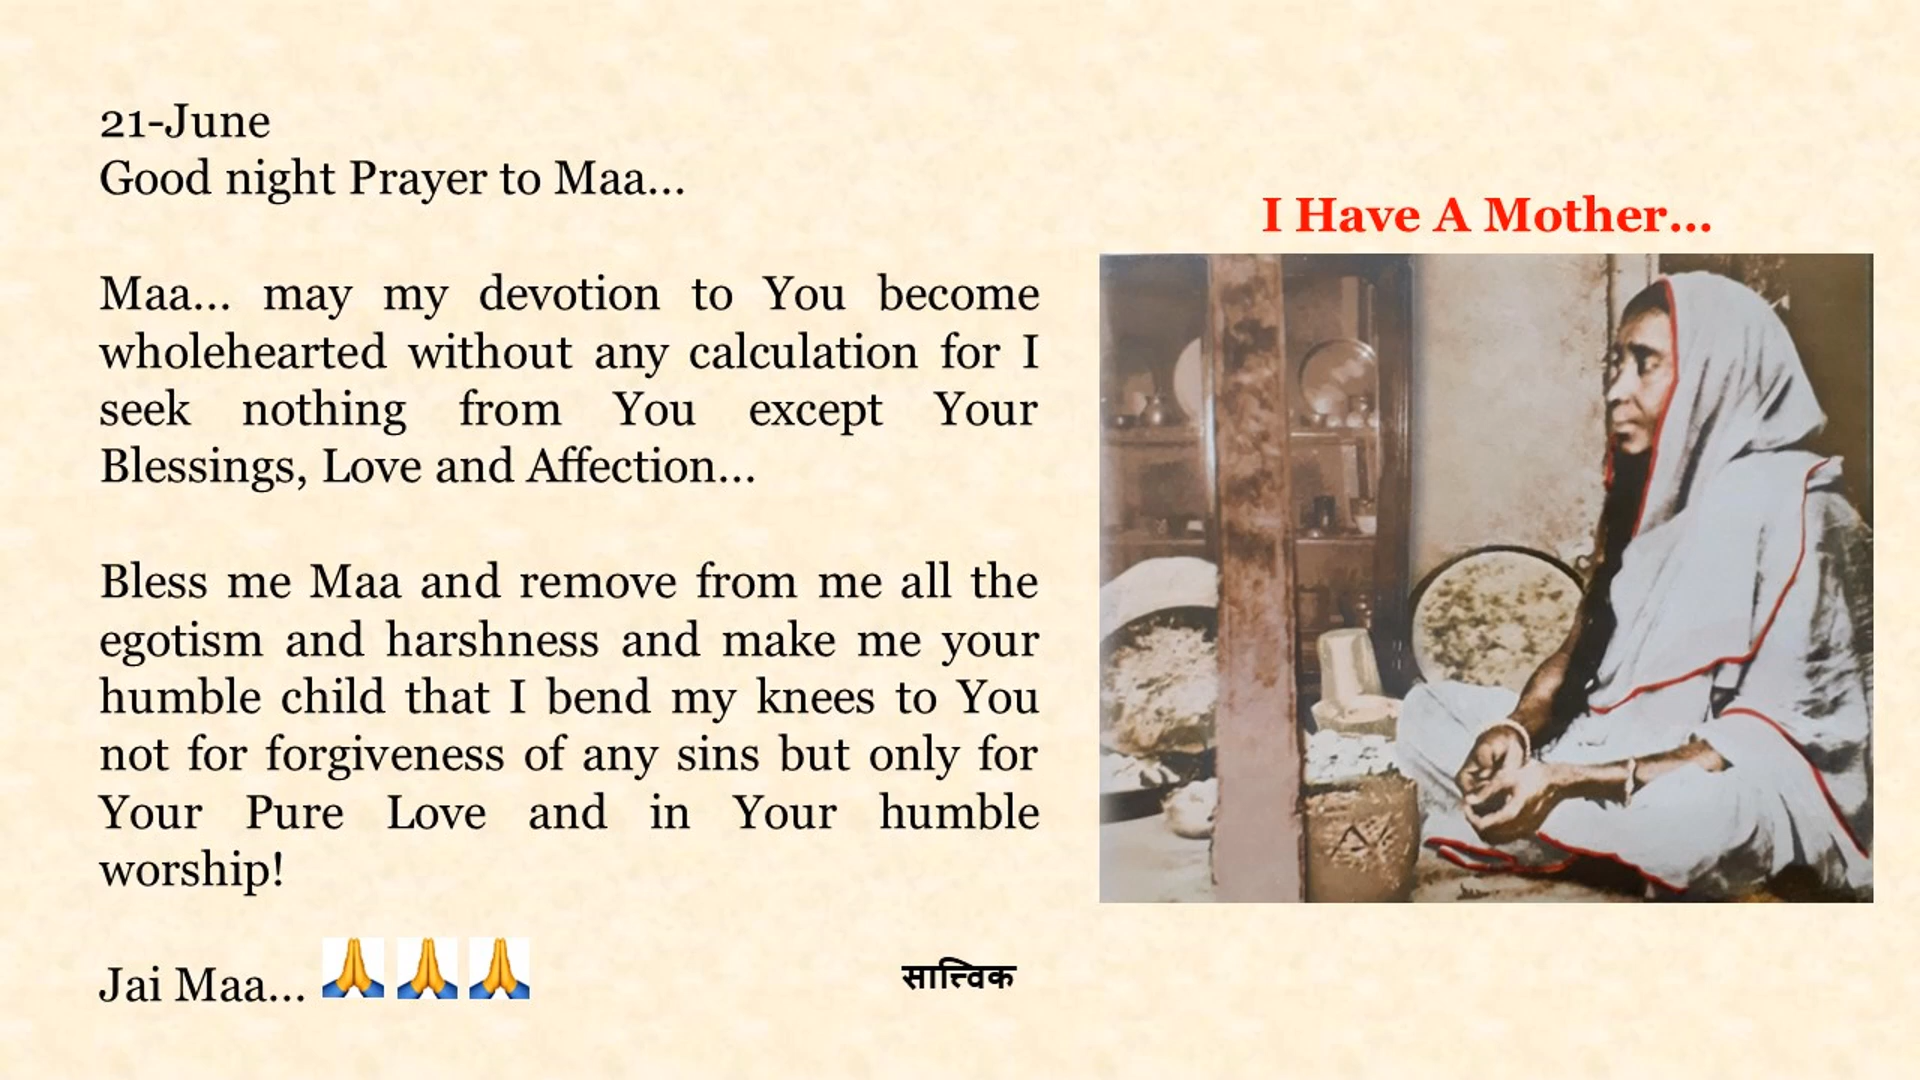 21-June
Good night Prayer to Maa...
Maa... may my devotion to You become
wholehearted without any calculation for I
seek nothing from You except Your
Blessings, Love and Affection...
Bless me Maa and remove from me all the
egotism and harshness and make me your
humble child that I bend my knees to You
not for forgiveness of any sins but only for
Your Pure Love and in Your humble
worship!
Jai Maa... 🙏🙏🙏
सात्त्विक
I Have A Mother...